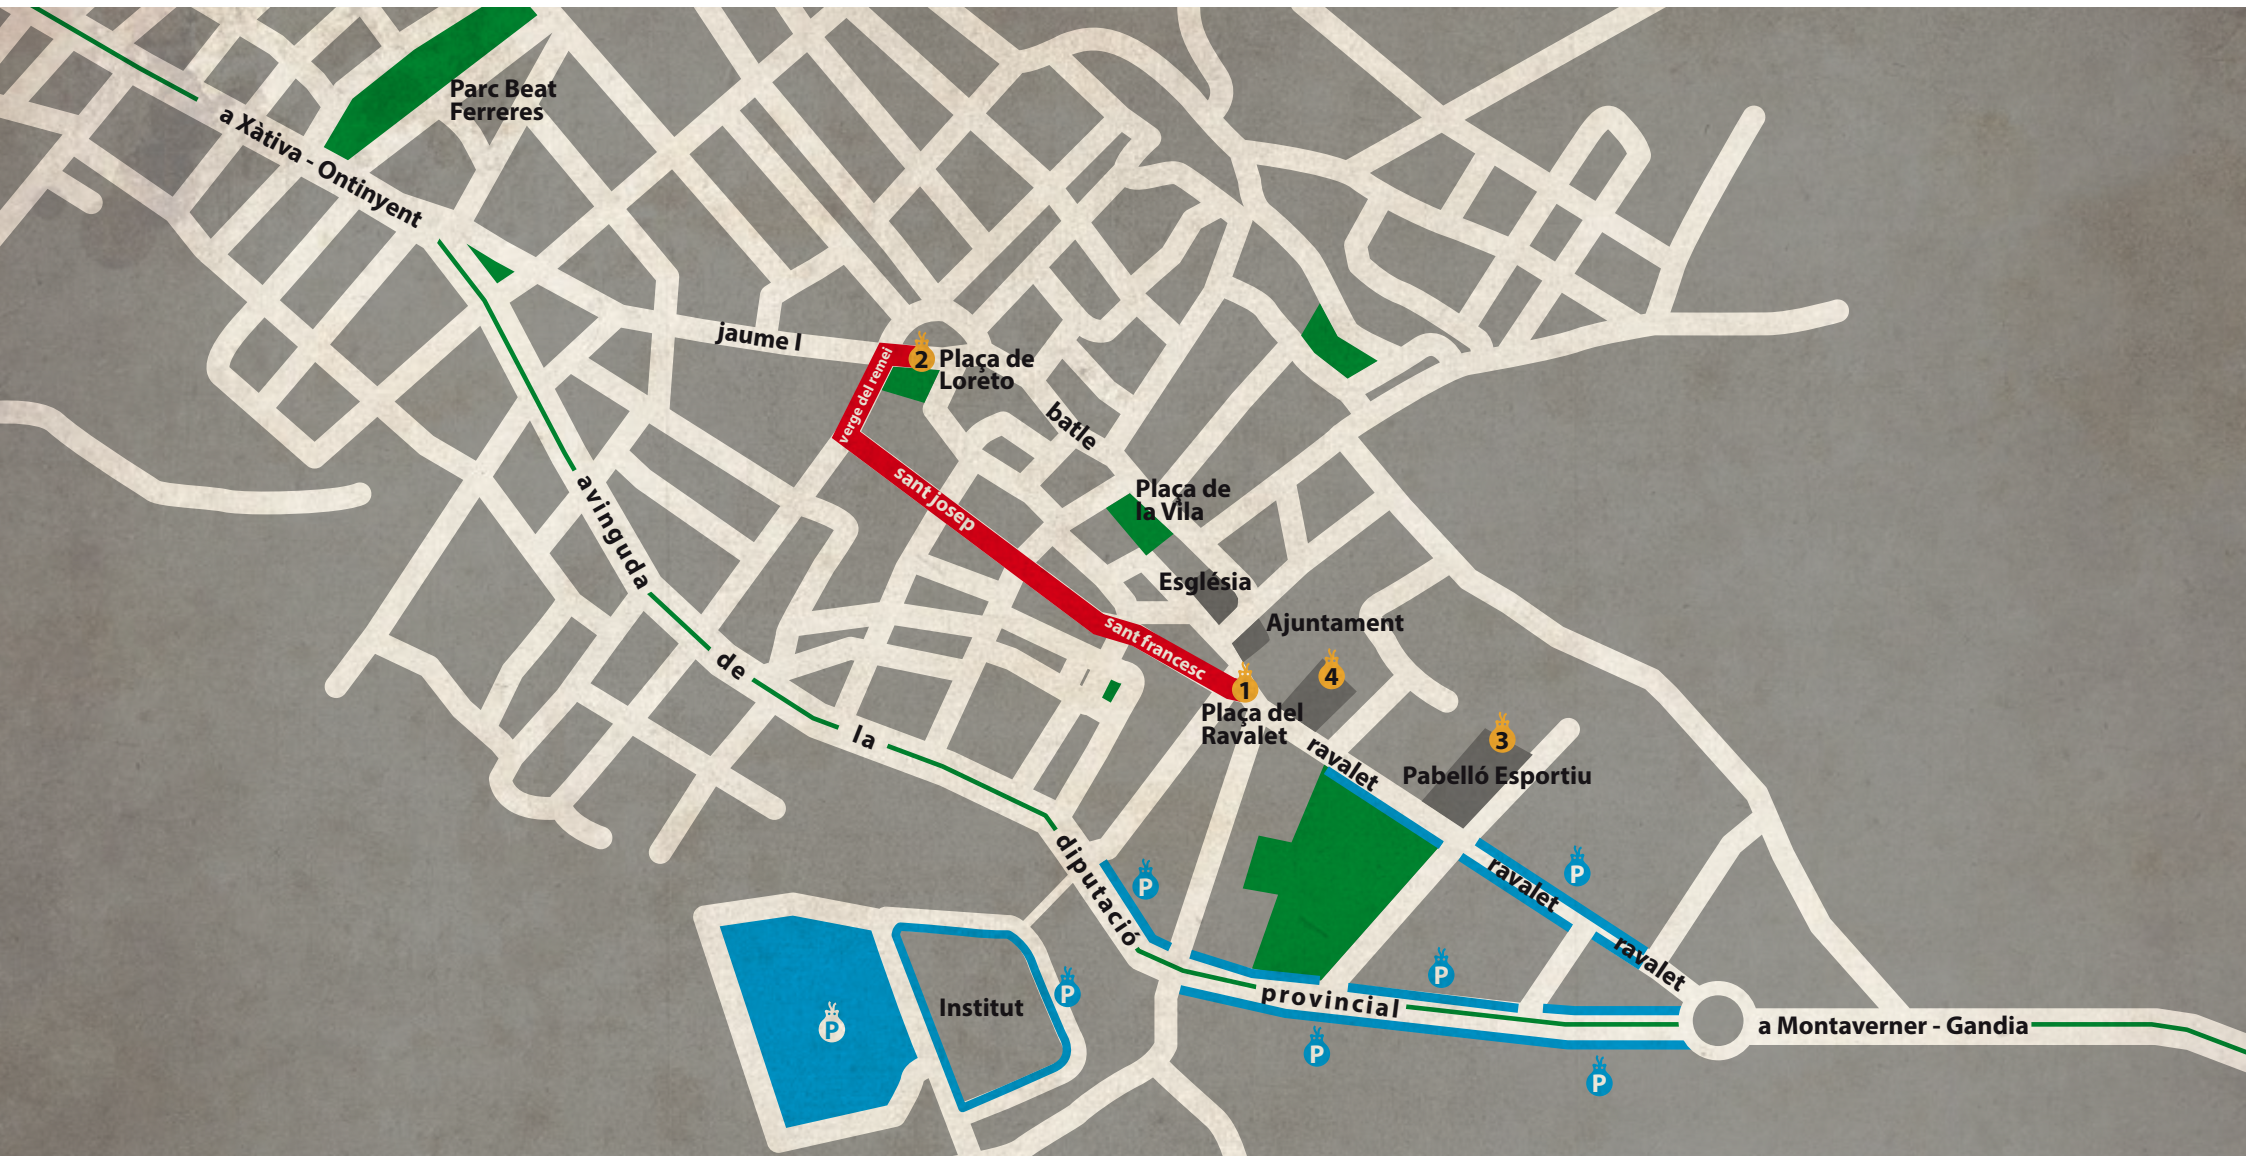 Parc Beat
Ferreres
a Xàtiva - Ontinyent
jaume I
2
Plaça de
Loreto
verge del remei
batle
sant josep
Plaça de
la Vila
avinguda
Església
Ajuntament
sant francesc
4
1
de
Plaça del
Ravalet
la
ravalet
3
Pabelló Esportiu
diputació
P
ravalet
P
ravalet
P
P
provincial
Institut
P
a Montaverner - Gandia
P
P